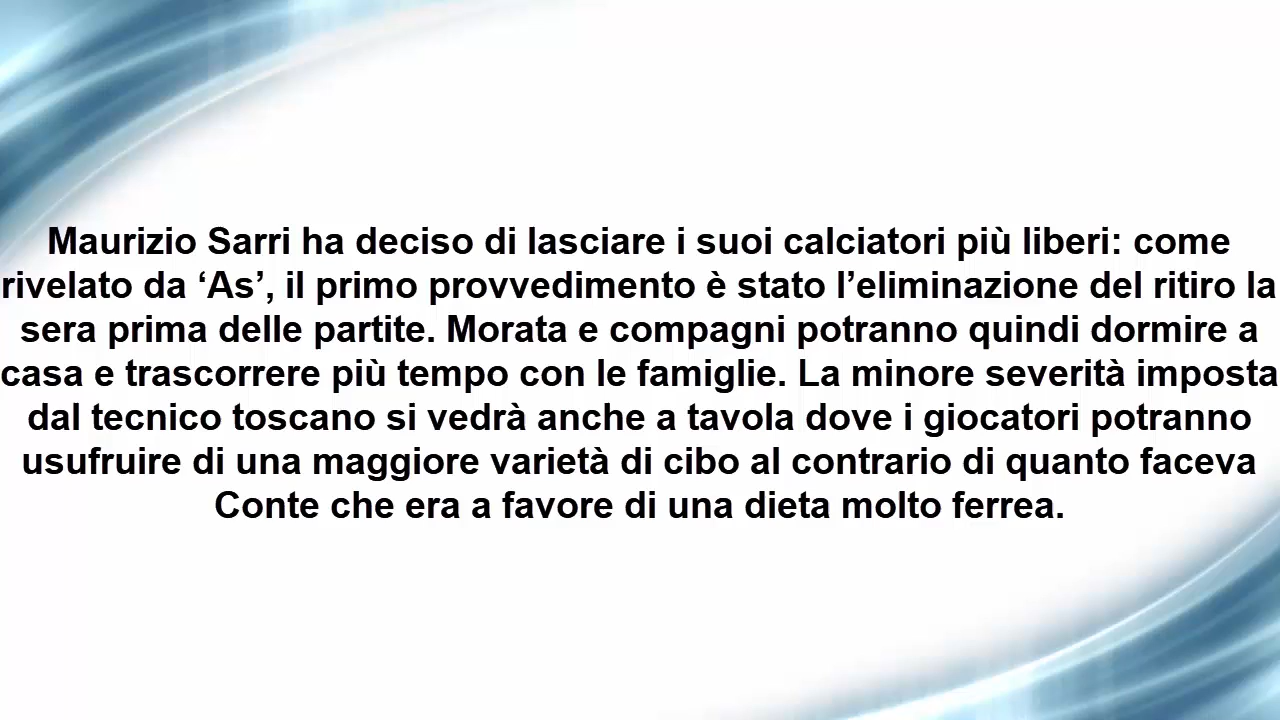 Maurizio Sarri ha deciso di lasciare i suoi calciatori più liberi: come
rivelato da ‘As’, il primo provvedimento è stato l’eliminazione del ritiro la
sera prima delle partite. Morata e compagni potranno quindi dormire a
casa e trascorrere più tempo con le famiglie. La minore severità imposta
dal tecnico toscano si vedrà anche a tavola dove i giocatori potranno
usufruire di una maggiore varietà di cibo al contrario di quanto faceva
Conte che era a favore di una dieta molto ferrea.